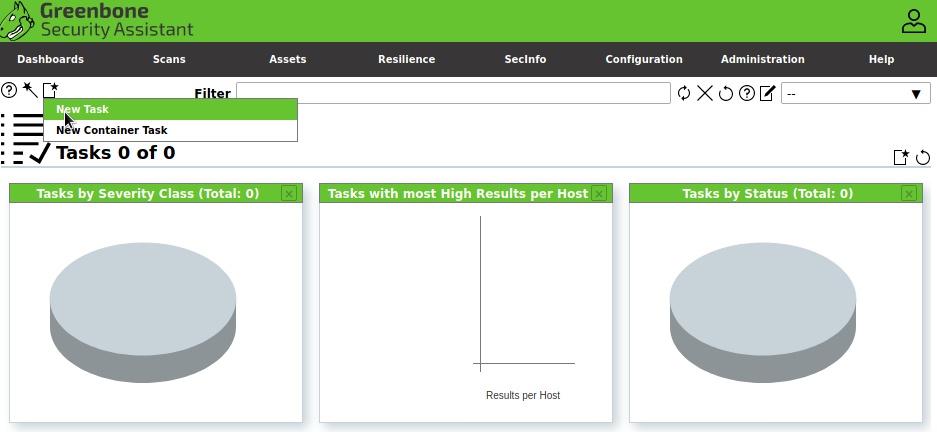 Greenbone
Security Assistant
Dashboards Scans Assets Resilience SecInfo Configuration Administration Help
Filter --
New Task
New Container Task
Tasks 0 of 0
Tasks by Severity Class (Total: 0) Tasks with most High Results per Host Tasks by Status (Total: 0)
Results per Host